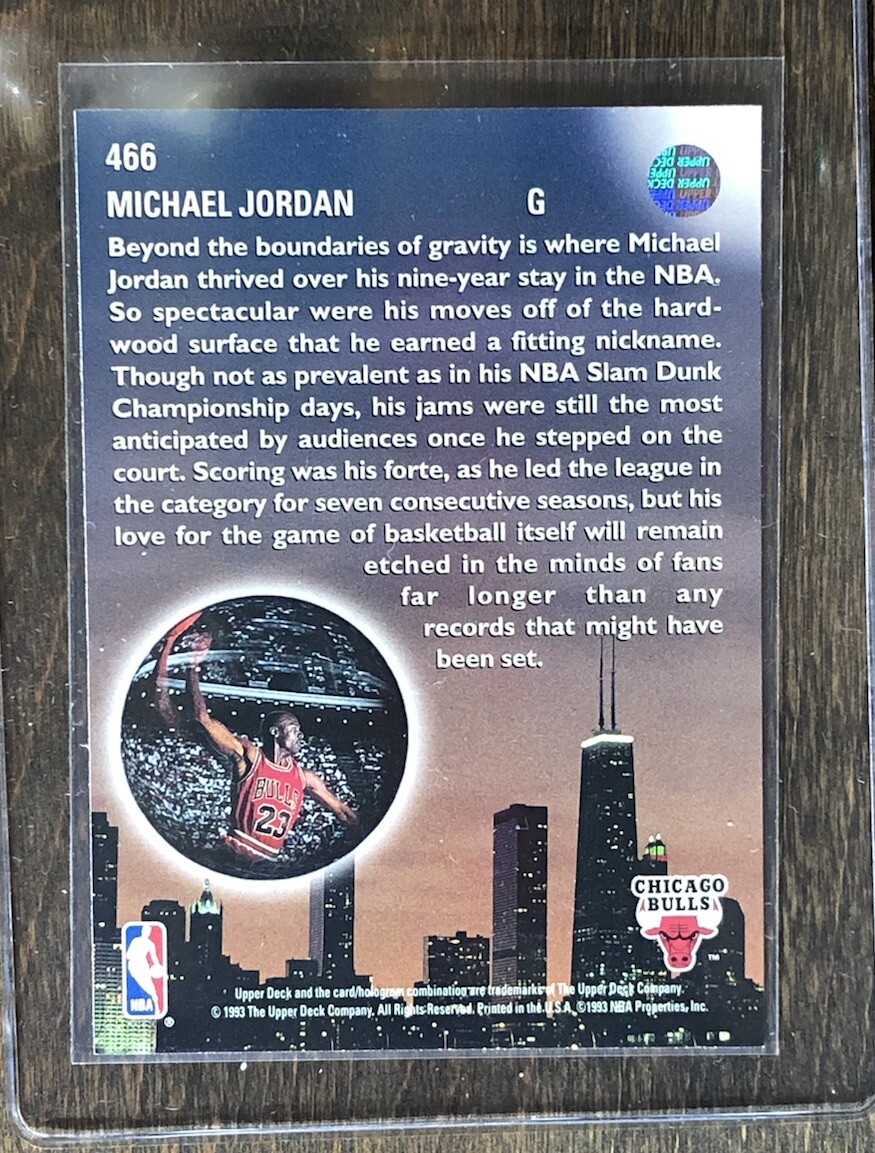 466
MICHAEL JORDAN G
Beyond the boundaries of gravity is where Michael
Jordan thrived over his nine-year stay in the NBA.
So spectacular were his moves off of the hard-
wood surface that he earned a fitting nickname.
Though not as prevalent as in his NBA Slam Dunk
Championship days, his jams were still the most
anticipated by audiences once he stepped on the
court. Scoring was his forte, as he led the league in
the category for seven consecutive seasons, but his
love for the game of basketball itself will remain
etched in the minds of fans
far longer than any
records that might have
been set.
BULLS
23
CHICAGO
BULLS
TM
NBA
®
Upper Deck and the card/hologram combination are trademarks of The Upper Deck Company.
© 1993 The Upper Deck Company. All Rights Reserved. Printed in the U.S.A. ©1993 NBA Properties, Inc.
UPPER DECK